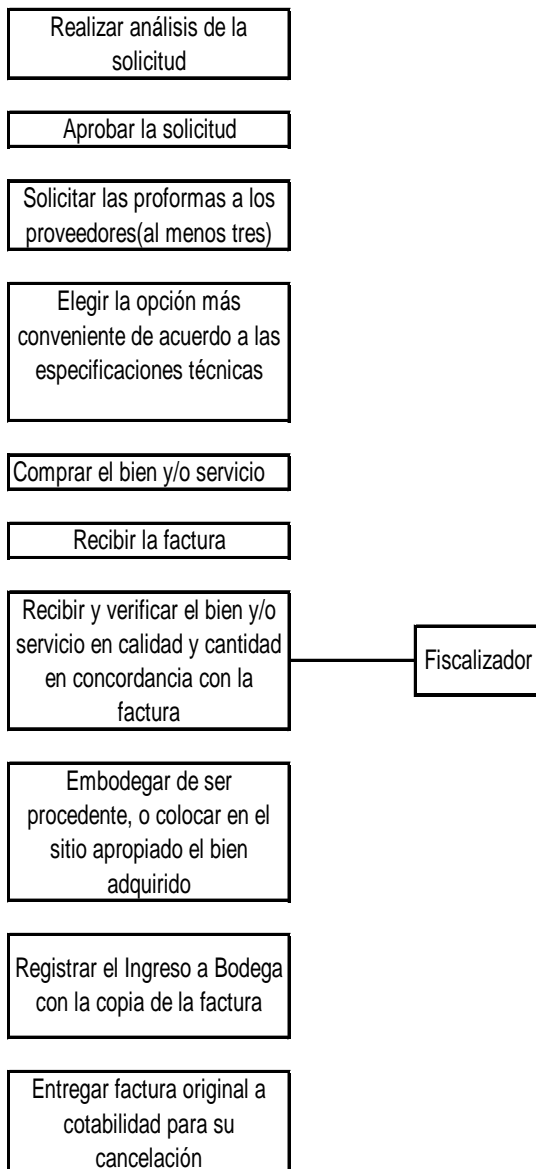 Realizar análisis de la
solicitud
Aprobar la solicitud
Solicitar las proformas a los
proveedores(al menos tres)
Elegir la opción más
conveniente de acuerdo a las
especificaciones técnicas
Comprar el bien y/o servicio
Recibir la factura
Recibir y verificar el bien y/o
servicio en calidad y cantidad
en concordancia con la
factura
Fiscalizador
Embodegar de ser
procedente, o colocar en el
sitio apropiado el bien
adquirido
Registrar el Ingreso a Bodega
con la copia de la factura
Entregar factura original a
cotabilidad para su
cancelación